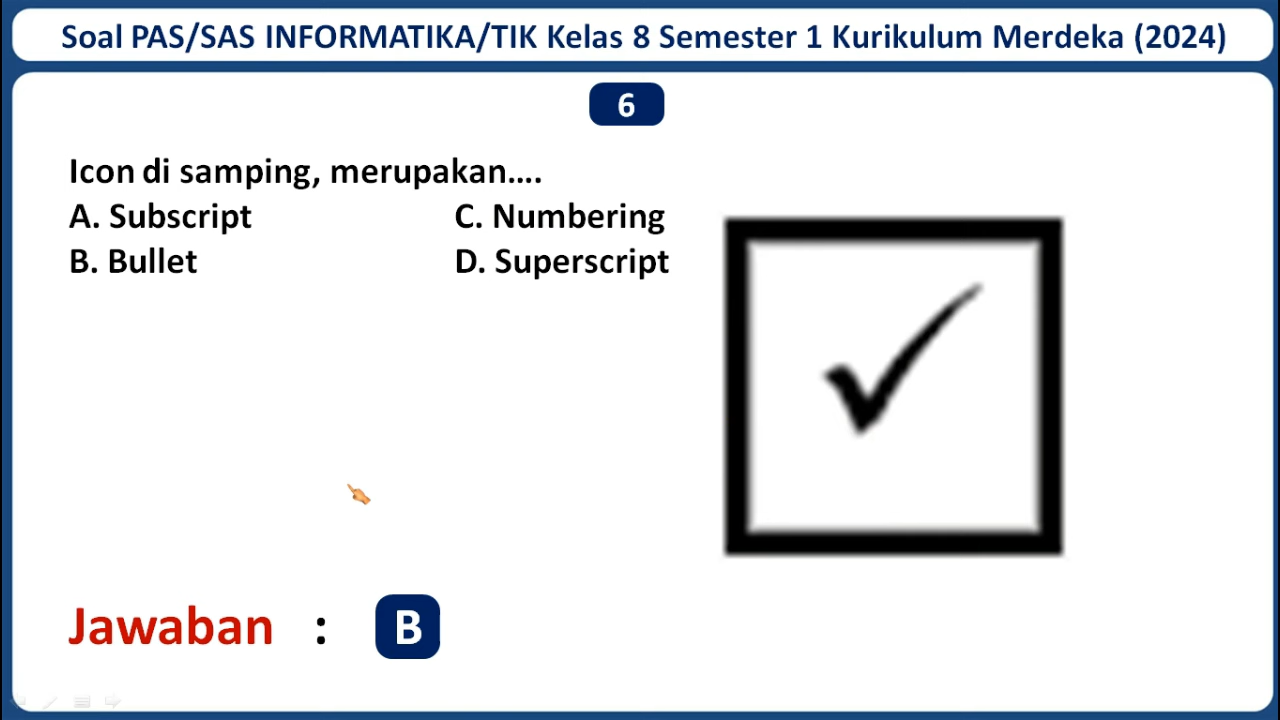 Soal PAS/SAS INFORMATIKA/TIK Kelas 8 Semester 1 Kurikulum Merdeka (2024)
6
Icon di samping, merupakan....
A. Subscript C. Numbering
B. Bullet D. Superscript
Jawaban : B